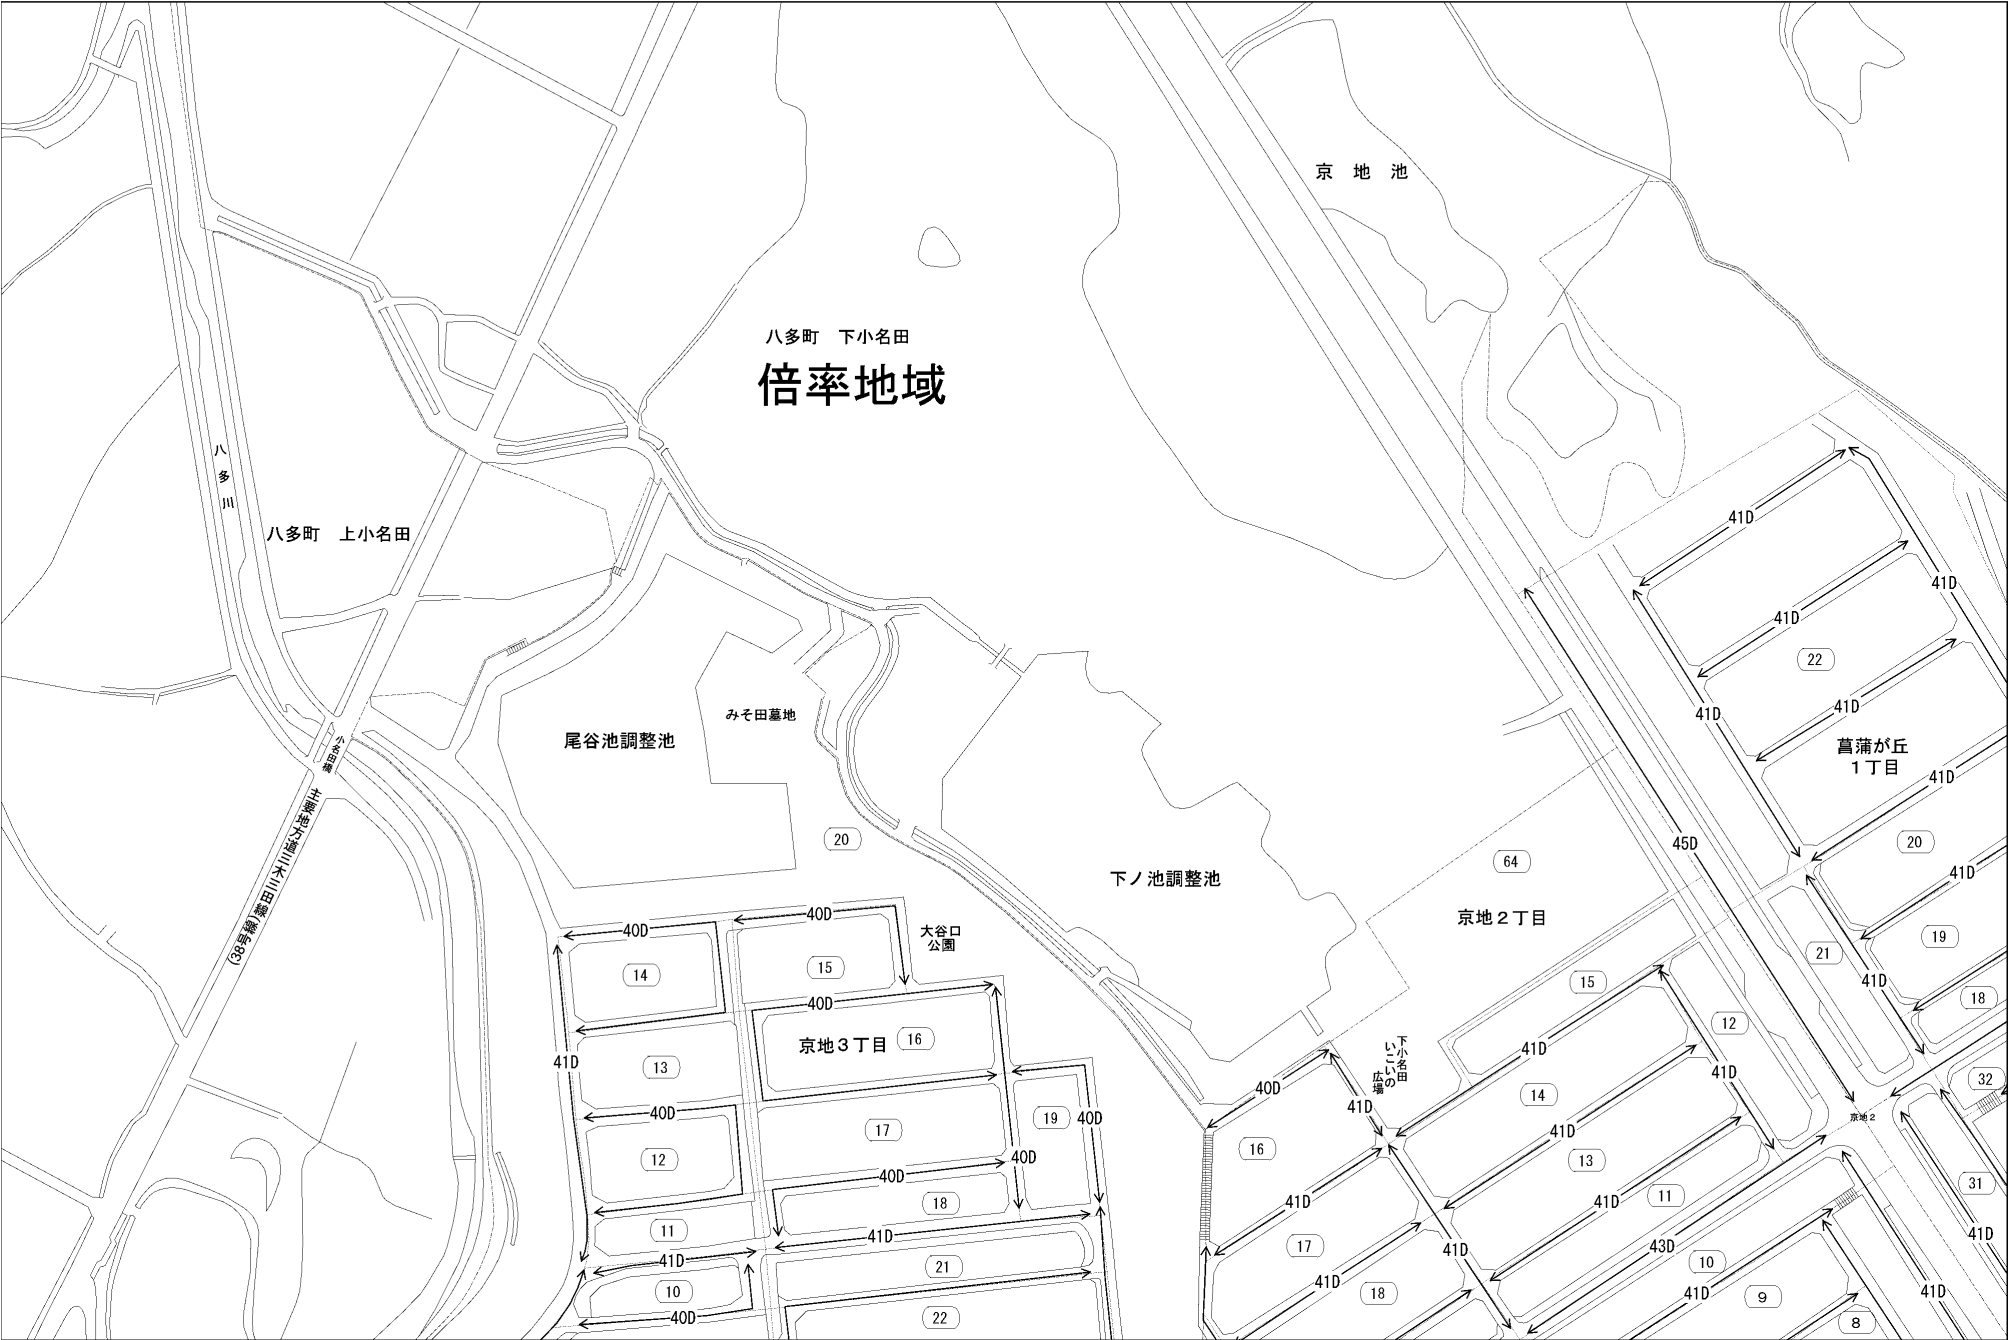 京 地 池
八多町 下小名田
倍率地域
八多川
八多町 上小名田
小名田橋
主要地方道三木三田線
(38号線)
尾谷池調整池
みそ田墓地
20
下ノ池調整池
64
京地２丁目
菖蒲が丘
１丁目
41D
41D
41D
22
41D
41D
41D
45D
41D
20
41D
19
21
41D
18
32
京地２
31
41D
40D
40D
大谷口
公園
14
15
40D
京地３丁目
16
41D
13
40D
17
19
40D
12
40D
40D
18
11
41D
41D
21
10
40D
22
下小名田
いこいの
広場
40D
41D
16
41D
17
41D
18
15
12
41D
14
41D
41D
13
41D
11
41D
43D
10
41D
9
41D
8